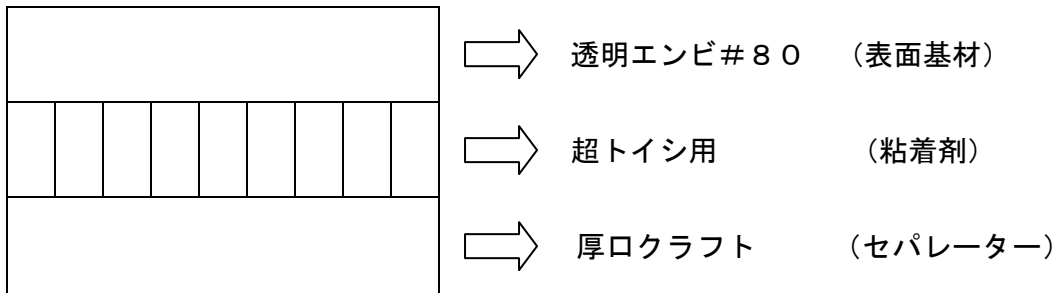 透明エンビ＃８０　（表面基材）
超トイシ用　（粘着剤）
厚口クラフト　（セパレーター）